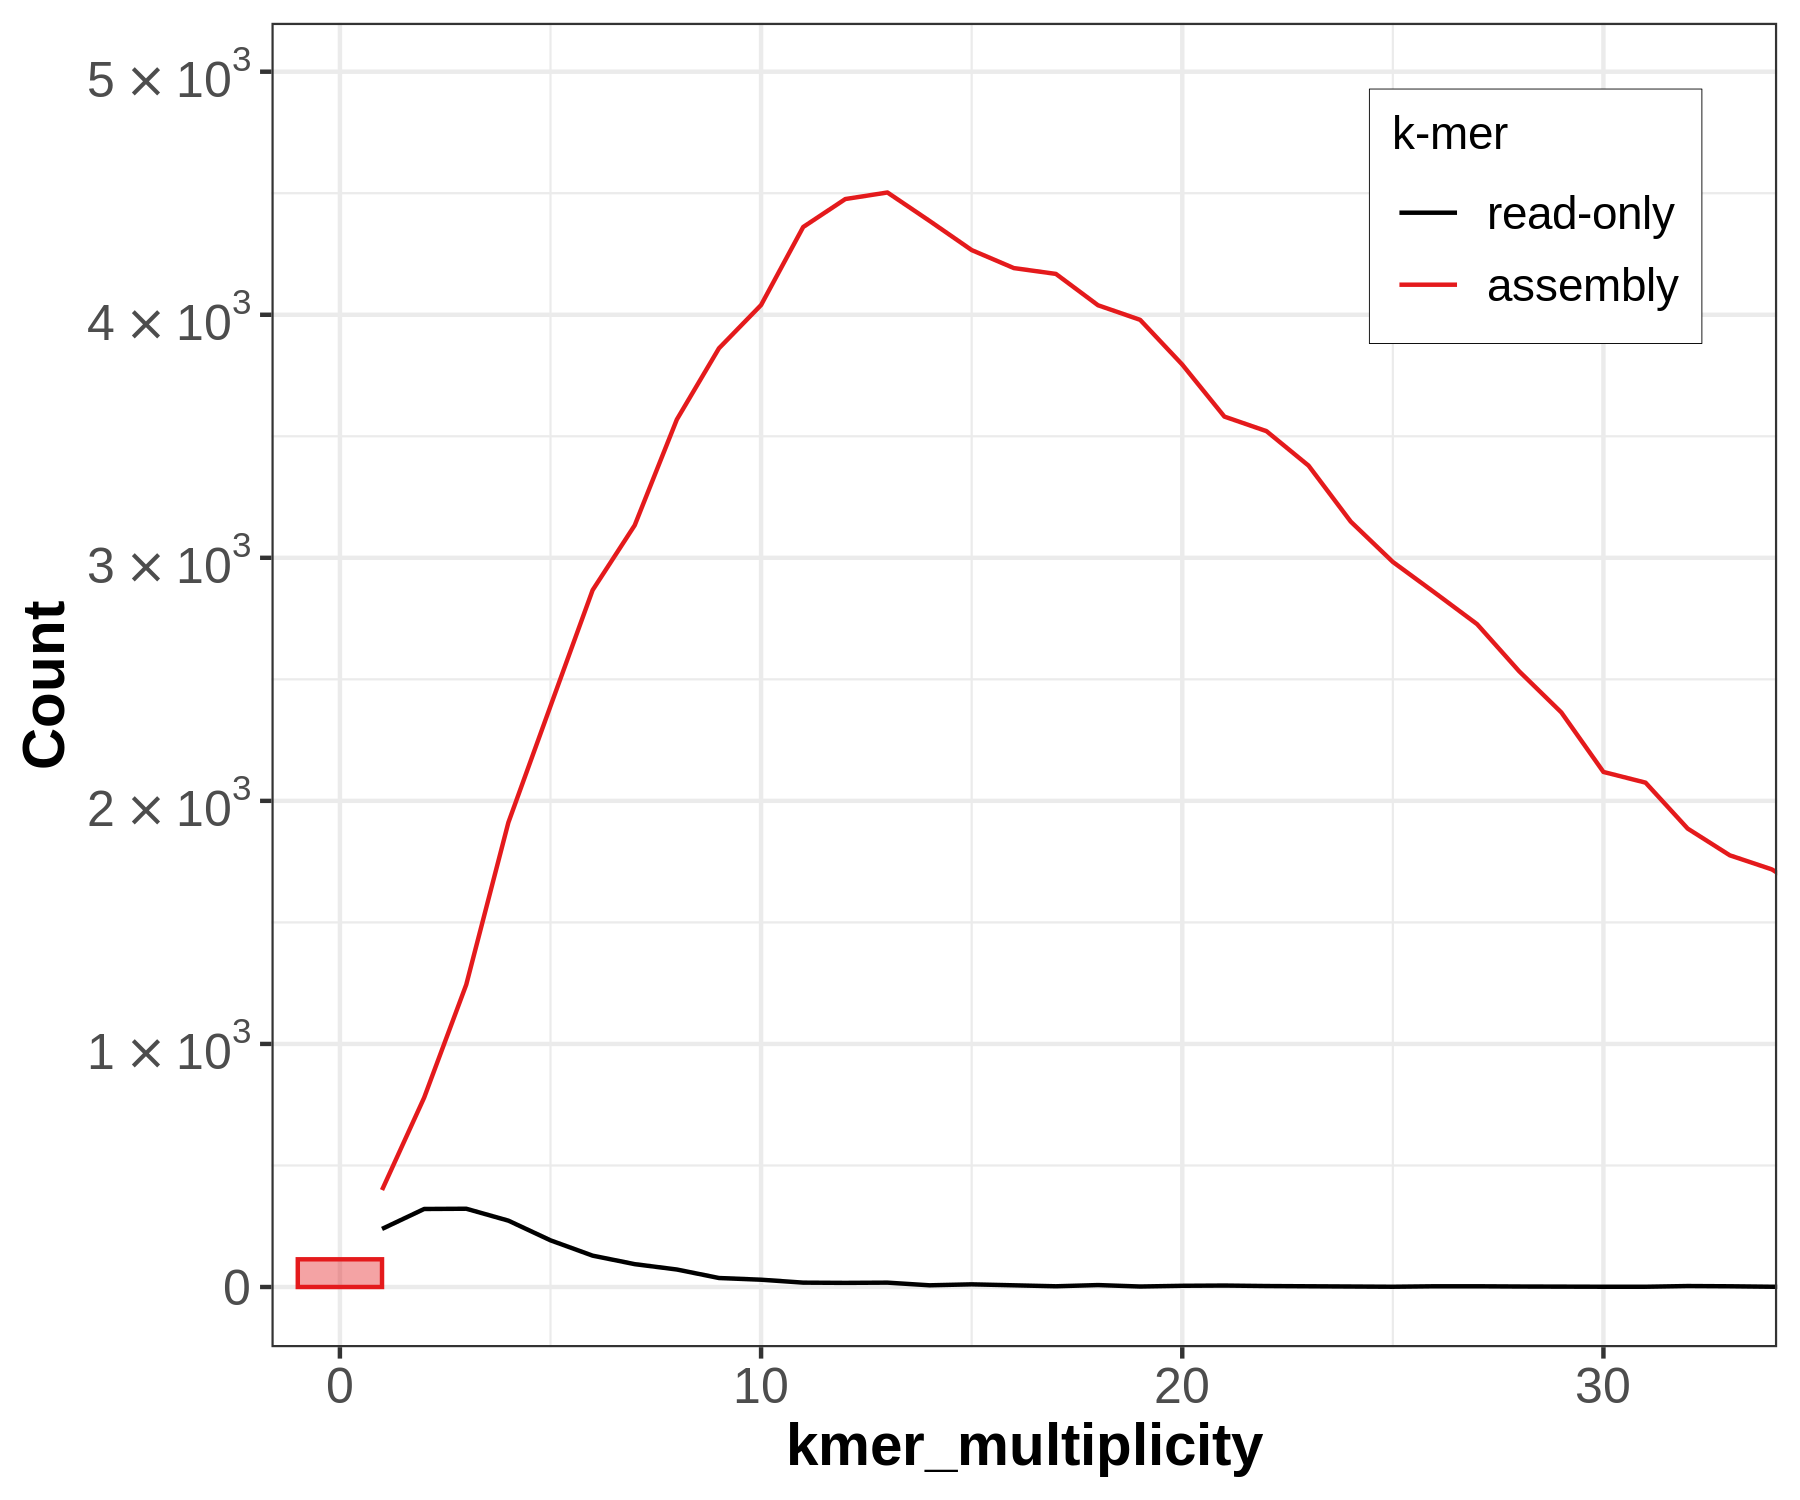 5 × 10³
4 × 10³
3 × 10³
2 × 10³
1 × 10³
0
Count
k-mer
read-only
assembly
0 10 20 30
kmer_multiplicity